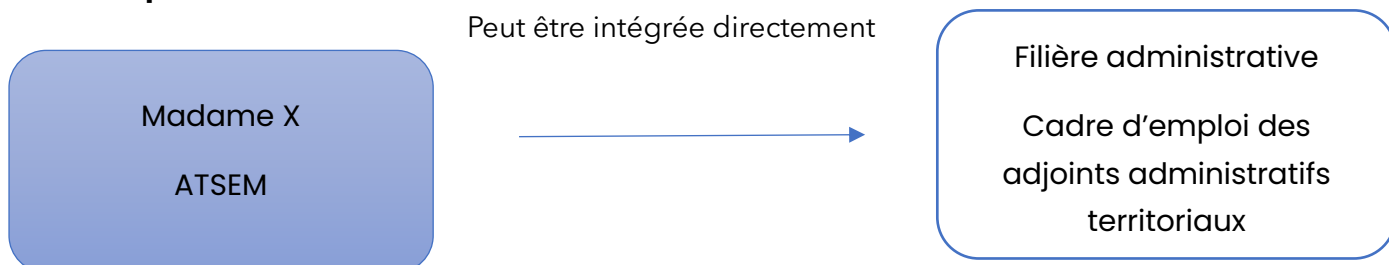 Peut être intégrée directement
Madame X
ATSEM
Filière administrative
Cadre d’emploi des
adjoints administratifs
territoriaux